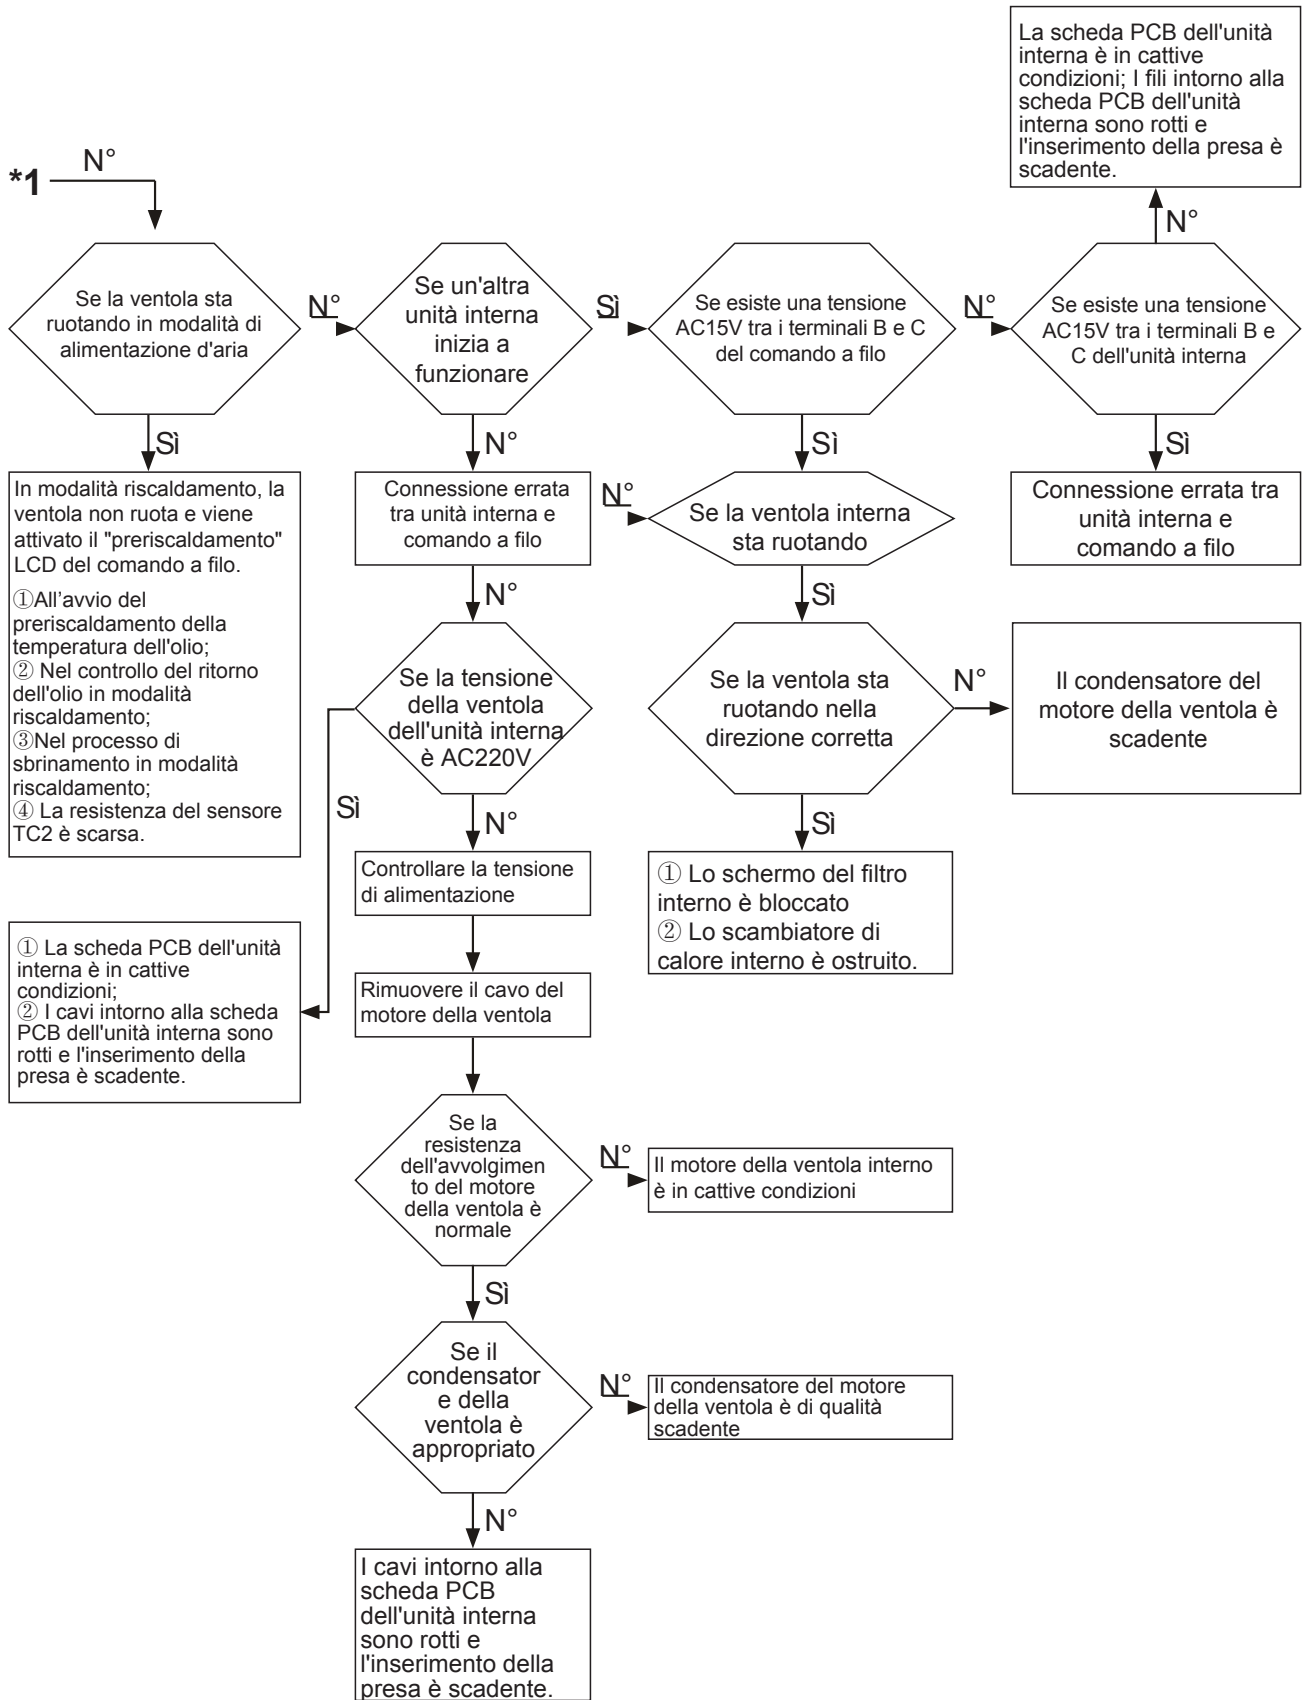 La scheda PCB dell'unità
interna è in cattive
condizioni; I fili intorno alla
scheda PCB dell'unità
interna sono rotti e
l'inserimento della presa è
scadente.
*1
N°
N°
Se la ventola sta
ruotando in modalità di
alimentazione d'aria
N°
Se un'altra
unità interna
inizia a
funzionare
Sì
Se esiste una tensione
AC15V tra i terminali B e C
del comando a filo
N°
Se esiste una tensione
AC15V tra i terminali B e
C dell'unità interna
Sì
N°
Sì
Sì
In modalità riscaldamento, la
ventola non ruota e viene
attivato il "preriscaldamento"
LCD del comando a filo.
①All'avvio del
preriscaldamento della
temperatura dell'olio;
② Nel controllo del ritorno
dell'olio in modalità
riscaldamento;
③Nel processo di
sbrinamento in modalità
riscaldamento;
④ La resistenza del sensore
TC2 è scarsa.
Connessione errata
tra unità interna e
comando a filo
N°
Se la ventola interna
sta ruotando
Connessione errata tra
unità interna e
comando a filo
N°
Sì
Se la tensione
della ventola
dell'unità interna
è AC220V
Se la ventola sta
ruotando nella
direzione corretta
N°
Il condensatore del
motore della ventola è
scadente
Sì
N°
Sì
Controllare la tensione
di alimentazione
① Lo schermo del filtro
interno è bloccato
② Lo scambiatore di
calore interno è ostruito.
① La scheda PCB dell'unità
interna è in cattive
condizioni;
② I cavi intorno alla scheda
PCB dell'unità interna sono
rotti e l'inserimento della
presa è scadente.
Rimuovere il cavo del
motore della ventola
Se la
resistenza
dell'avvolgimen
to del motore
della ventola è
normale
N°
Il motore della ventola interno
è in cattive condizioni
Sì
Se il
condensator
e della
ventola è
appropriato
N°
Il condensatore del motore
della ventola è di qualità
scadente
N°
I cavi intorno alla
scheda PCB
dell'unità interna
sono rotti e
l'inserimento della
presa è scadente.